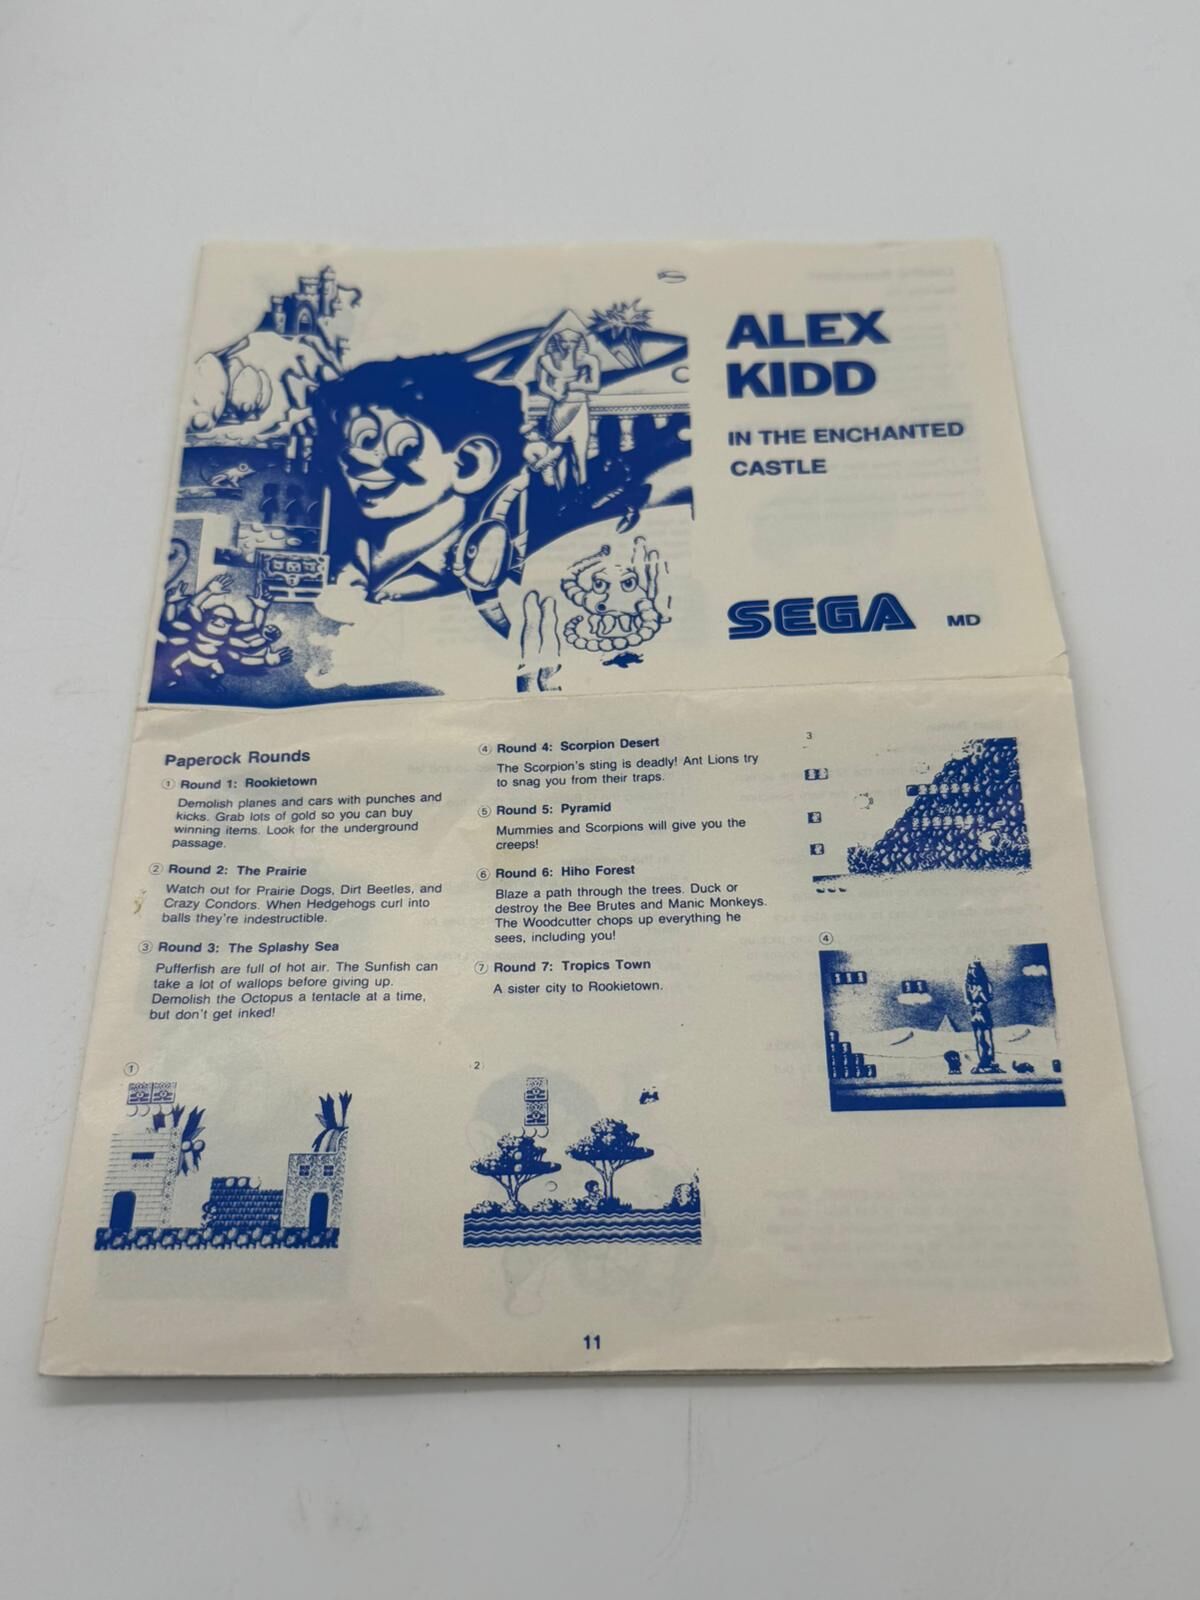 ALEX
KIDD
IN THE ENCHANTED
CASTLE
SEGA MD
Paperock Rounds
① Round 1: Rookietown
Demolish planes and cars with punches and
kicks. Grab lots of gold so you can buy
winning items. Look for the underground
passage.
② Round 2: The Prairie
Watch out for Prairie Dogs, Dirt Beetles, and
Crazy Condors. When Hedgehogs curl into
balls they're indestructible.
③ Round 3: The Splashy Sea
Pufferfish are full of hot air. The Sunfish can
take a lot of wallops before giving up.
Demolish the Octopus a tentacle at a time,
but don't get inked!
④ Round 4: Scorpion Desert
The Scorpion's sting is deadly! Ant Lions try
to snag you from their traps.
⑤ Round 5: Pyramid
Mummies and Scorpions will give you the
creeps!
⑥ Round 6: Hiho Forest
Blaze a path through the trees. Duck or
destroy the Bee Brutes and Manic Monkeys.
The Woodcutter chops up everything he
sees, including you!
⑦ Round 7: Tropics Town
A sister city to Rookietown.
3
④
①
2
11